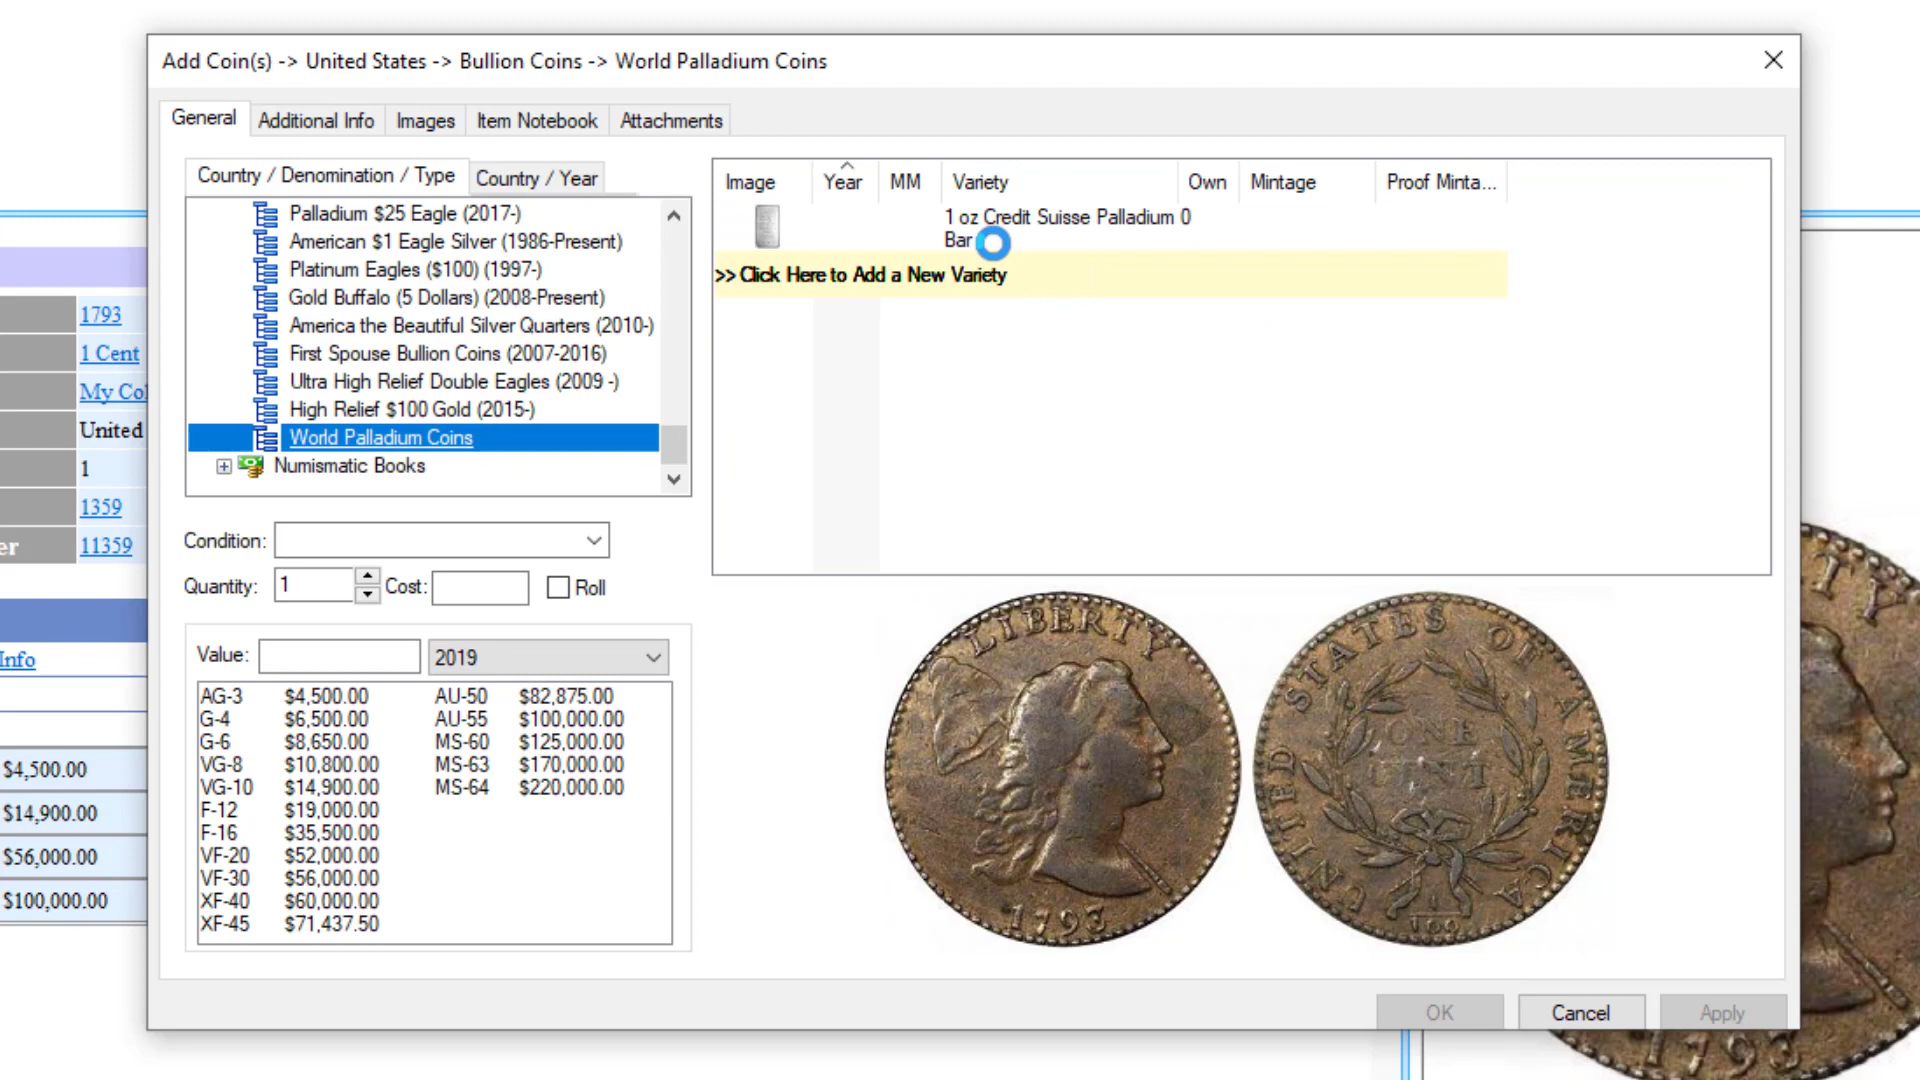 Add Coin(s) -> United States -> Bullion Coins -> World Palladium Coins
General Additional Info Images Item Notebook Attachments
Country / Denomination / Type Country / Year
Palladium $25 Eagle (2017-)
American $1 Eagle Silver (1986-Present)
Platinum Eagles ($100) (1997-)
Gold Buffalo (5 Dollars) (2008-Present)
America the Beautiful Silver Quarters (2010-)
First Spouse Bullion Coins (2007-2016)
Ultra High Relief Double Eagles (2009 -)
High Relief $100 Gold (2015-)
World Palladium Coins
Numismatic Books
Image Year MM Variety Own Mintage Proof Minta...
1 oz Credit Suisse Palladium 0
Bar
>> Click Here to Add a New Variety
Condition:
Quantity: 1 Cost: Roll
Value: 2019
AG-3 $4,500.00 AU-50 $82,875.00
G-4 $6,500.00 AU-55 $100,000.00
G-6 $8,650.00 MS-60 $125,000.00
VG-8 $10,800.00 MS-63 $170,000.00
VG-10 $14,900.00 MS-64 $220,000.00
F-12 $19,000.00
F-16 $35,500.00
VF-20 $52,000.00
VF-30 $56,000.00
XF-40 $60,000.00
XF-45 $71,437.50
LIBERTY
1793
UNITED STATES OF AMERICA
ONE
CENT
1
100
OK Cancel Apply
1793
1 Cent
My Col
United
1
1359
er 11359
Info
$4,500.00
$14,900.00
$56,000.00
$100,000.00
TY
1793